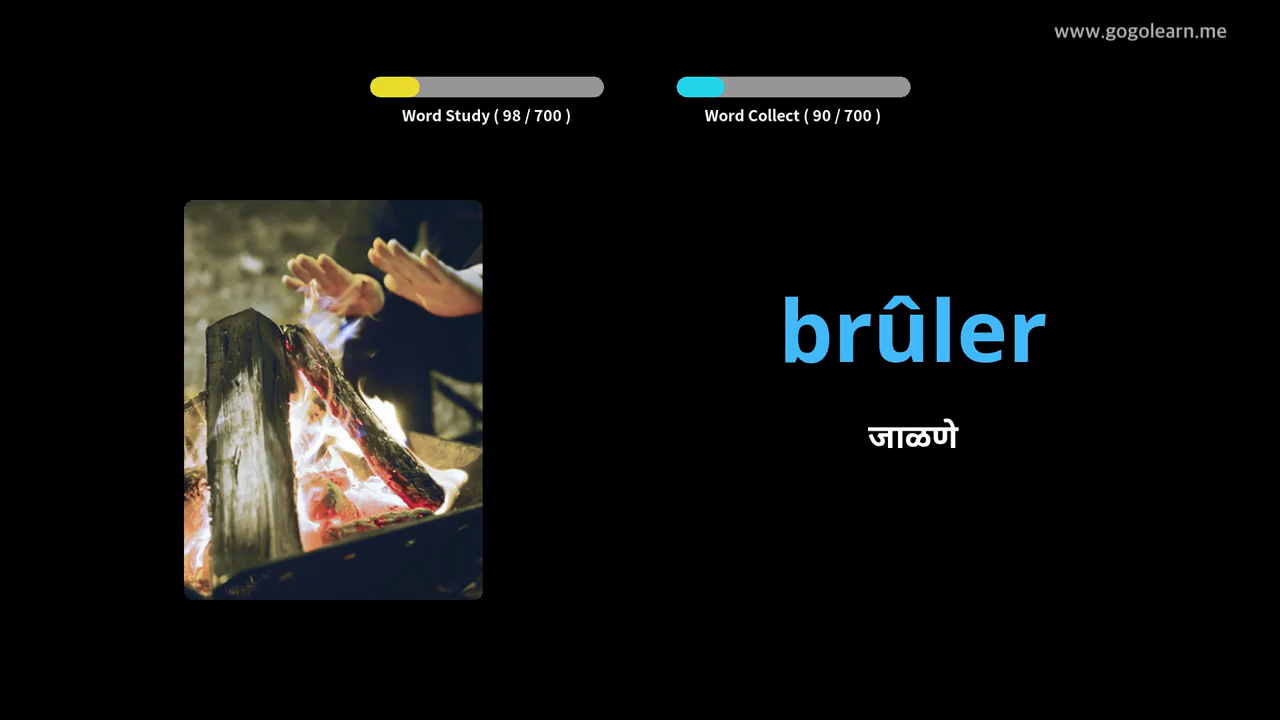 www.gogolearn.me
Word Study ( 98 / 700 )
Word Collect ( 90 / 700 )
brûler
जाळणे